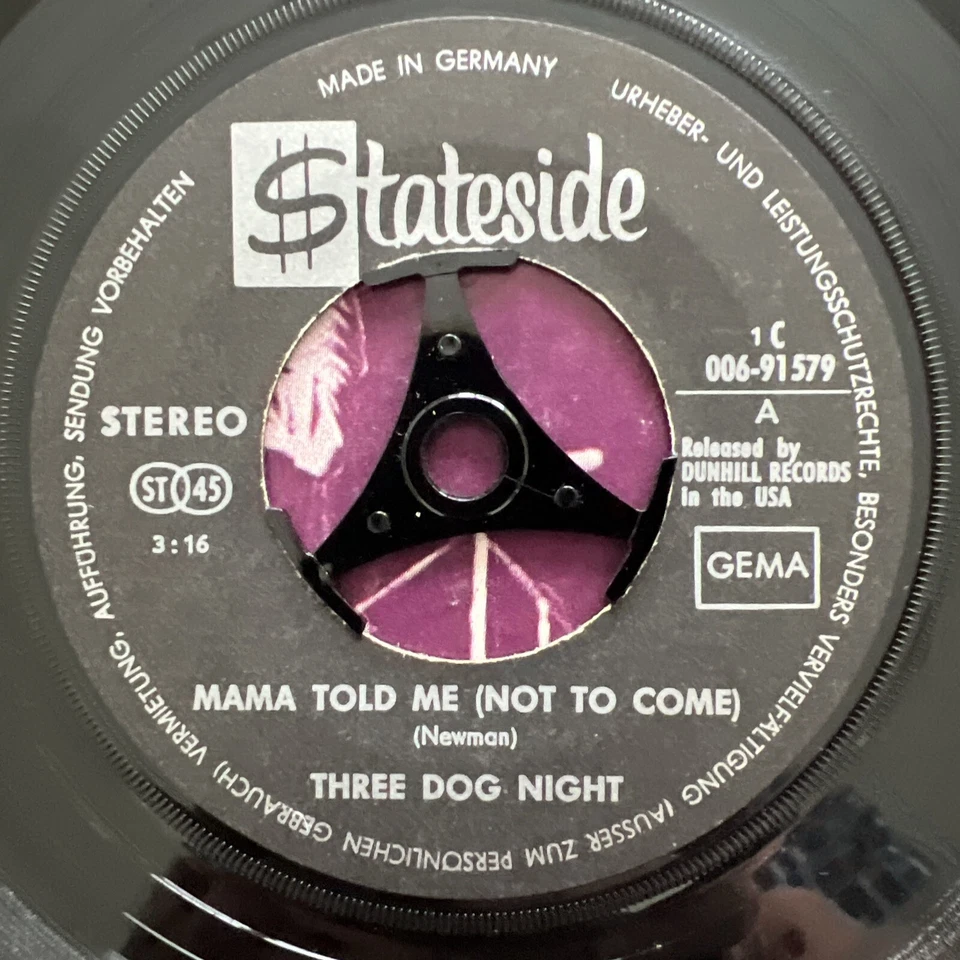 MADE IN GERMANY
URHEBER- UND LEISTUNGSSCHUTZRECHTE, BESONDERS VERVIELFÄLTIGUNG (AUSSER ZUM PERSÖNLICHEN GEBRAUCH) VERMIETUNG, AUFFÜHRUNG, SENDUNG VORBEHALTEN
$tateside
1 C
006-91579
A
Released by
DUNHILL RECORDS
in the USA
GEMA
STEREO
ST 45
3:16
MAMA TOLD ME (NOT TO COME)
(Newman)
THREE DOG NIGHT